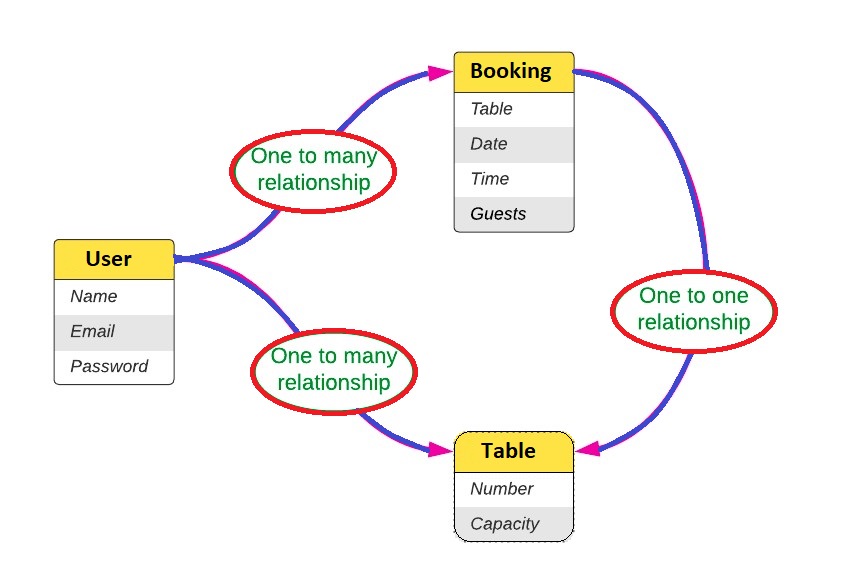 Booking
Table
Date
Time
Guests
One to many
relationship
User
Name
Email
Password
One to one
relationship
One to many
relationship
Table
Number
Capacity